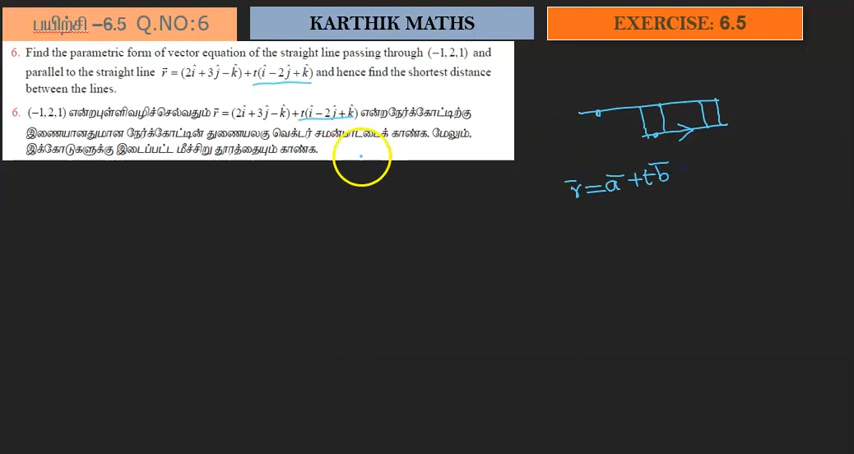 பயிற்சி –6.5 Q.NO:6
KARTHIK MATHS
EXERCISE: 6.5
6. Find the parametric form of vector equation of the straight line passing through (−1, 2, 1) and
parallel to the straight line r⃗ = (2î + 3ĵ − k̂) + t(î − 2ĵ + k̂) and hence find the shortest distance
between the lines.
6. (−1, 2, 1) என்ற புள்ளி வழிச் செல்வதும் r⃗ = (2î + 3ĵ − k̂) + t(î − 2ĵ + k̂) என்ற நேர்க்கோட்டிற்கு
இணையானதுமான நேர்க்கோட்டின் துணையலகு வெக்டர் சமன்பாட்டைக் காண்க. மேலும்,
இக்கோடுகளுக்கு இடைப்பட்ட மீச்சிறு தூரத்தையும் காண்க.
r̄ = ā + t b̄